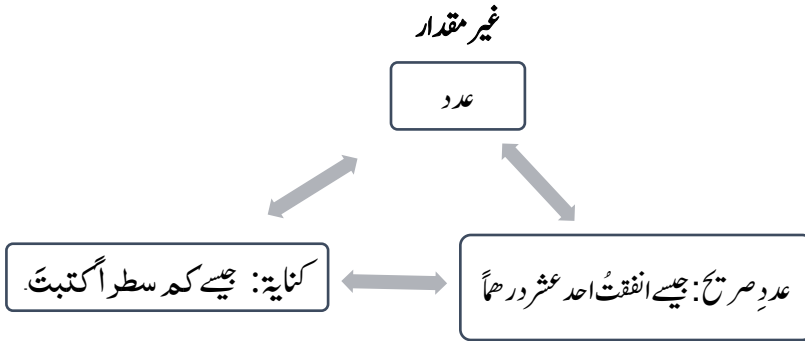 غیر مقدار
عدد
عددِ صریح: جیسے انفقتُ احد عشر درھماً
کنایۃ: جیسے کم سطراً کتبتَ.